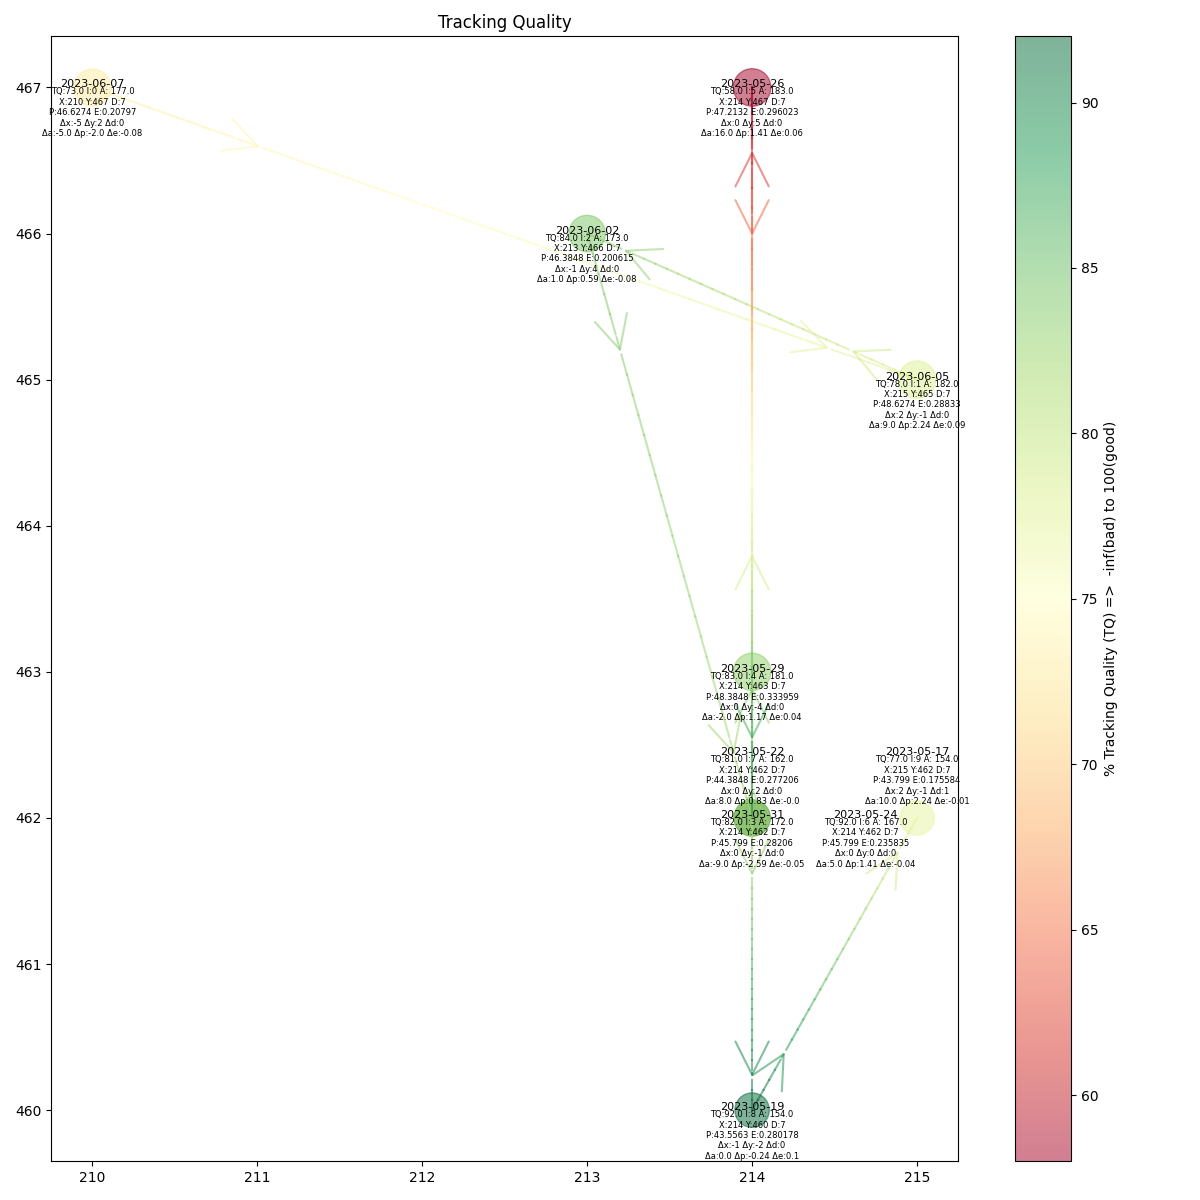 Tracking Quality
2023-06-07
TQ:73.0 I:0 A: 177.0
X:210 Y:467 D:7
P:46.6274 E:0.20797
Δx:-5 Δy:2 Δd:0
Δa:-5.0 Δp:-2.0 Δe:-0.08
2023-05-26
TQ:58.0 I:5 A: 183.0
X:214 Y:467 D:7
P:47.2132 E:0.296023
Δx:0 Δy:5 Δd:0
Δa:16.0 Δp:1.41 Δe:0.06
2023-06-02
TQ:84.0 I:2 A: 173.0
X:213 Y:466 D:7
P:46.3848 E:0.200615
Δx:-1 Δy:4 Δd:0
Δa:1.0 Δp:0.59 Δe:-0.08
2023-06-05
TQ:78.0 I:1 A: 182.0
X:215 Y:465 D:7
P:48.6274 E:0.28833
Δx:2 Δy:-1 Δd:0
Δa:9.0 Δp:2.24 Δe:0.09
2023-05-29
TQ:83.0 I:4 A: 181.0
X:214 Y:463 D:7
P:48.3848 E:0.333959
Δx:0 Δy:-4 Δd:0
Δa:-2.0 Δp:1.17 Δe:0.04
2023-05-22
TQ:81.0 I:7 A: 162.0
X:214 Y:462 D:7
P:44.3848 E:0.277206
Δx:0 Δy:2 Δd:0
Δa:8.0 Δp:0.83 Δe:-0.0
2023-05-17
TQ:77.0 I:9 A: 154.0
X:215 Y:462 D:7
P:43.799 E:0.175584
Δx:2 Δy:-1 Δd:1
Δa:10.0 Δp:2.24 Δe:-0.01
2023-05-31
TQ:82.0 I:3 A: 172.0
X:214 Y:462 D:7
P:45.799 E:0.28206
Δx:0 Δy:-1 Δd:0
Δa:-9.0 Δp:-2.59 Δe:-0.05
2023-05-24
TQ:92.0 I:6 A: 167.0
X:214 Y:462 D:7
P:45.799 E:0.235835
Δx:0 Δy:0 Δd:0
Δa:5.0 Δp:1.41 Δe:-0.04
2023-05-19
TQ:92.0 I:8 A: 154.0
X:214 Y:460 D:7
P:43.5563 E:0.280178
Δx:-1 Δy:-2 Δd:0
Δa:0.0 Δp:-0.24 Δe:0.1
467
466
465
464
463
462
461
460
210
211
212
213
214
215
90
85
80
75
70
65
60
% Tracking Quality (TQ) => -inf(bad) to 100(good)